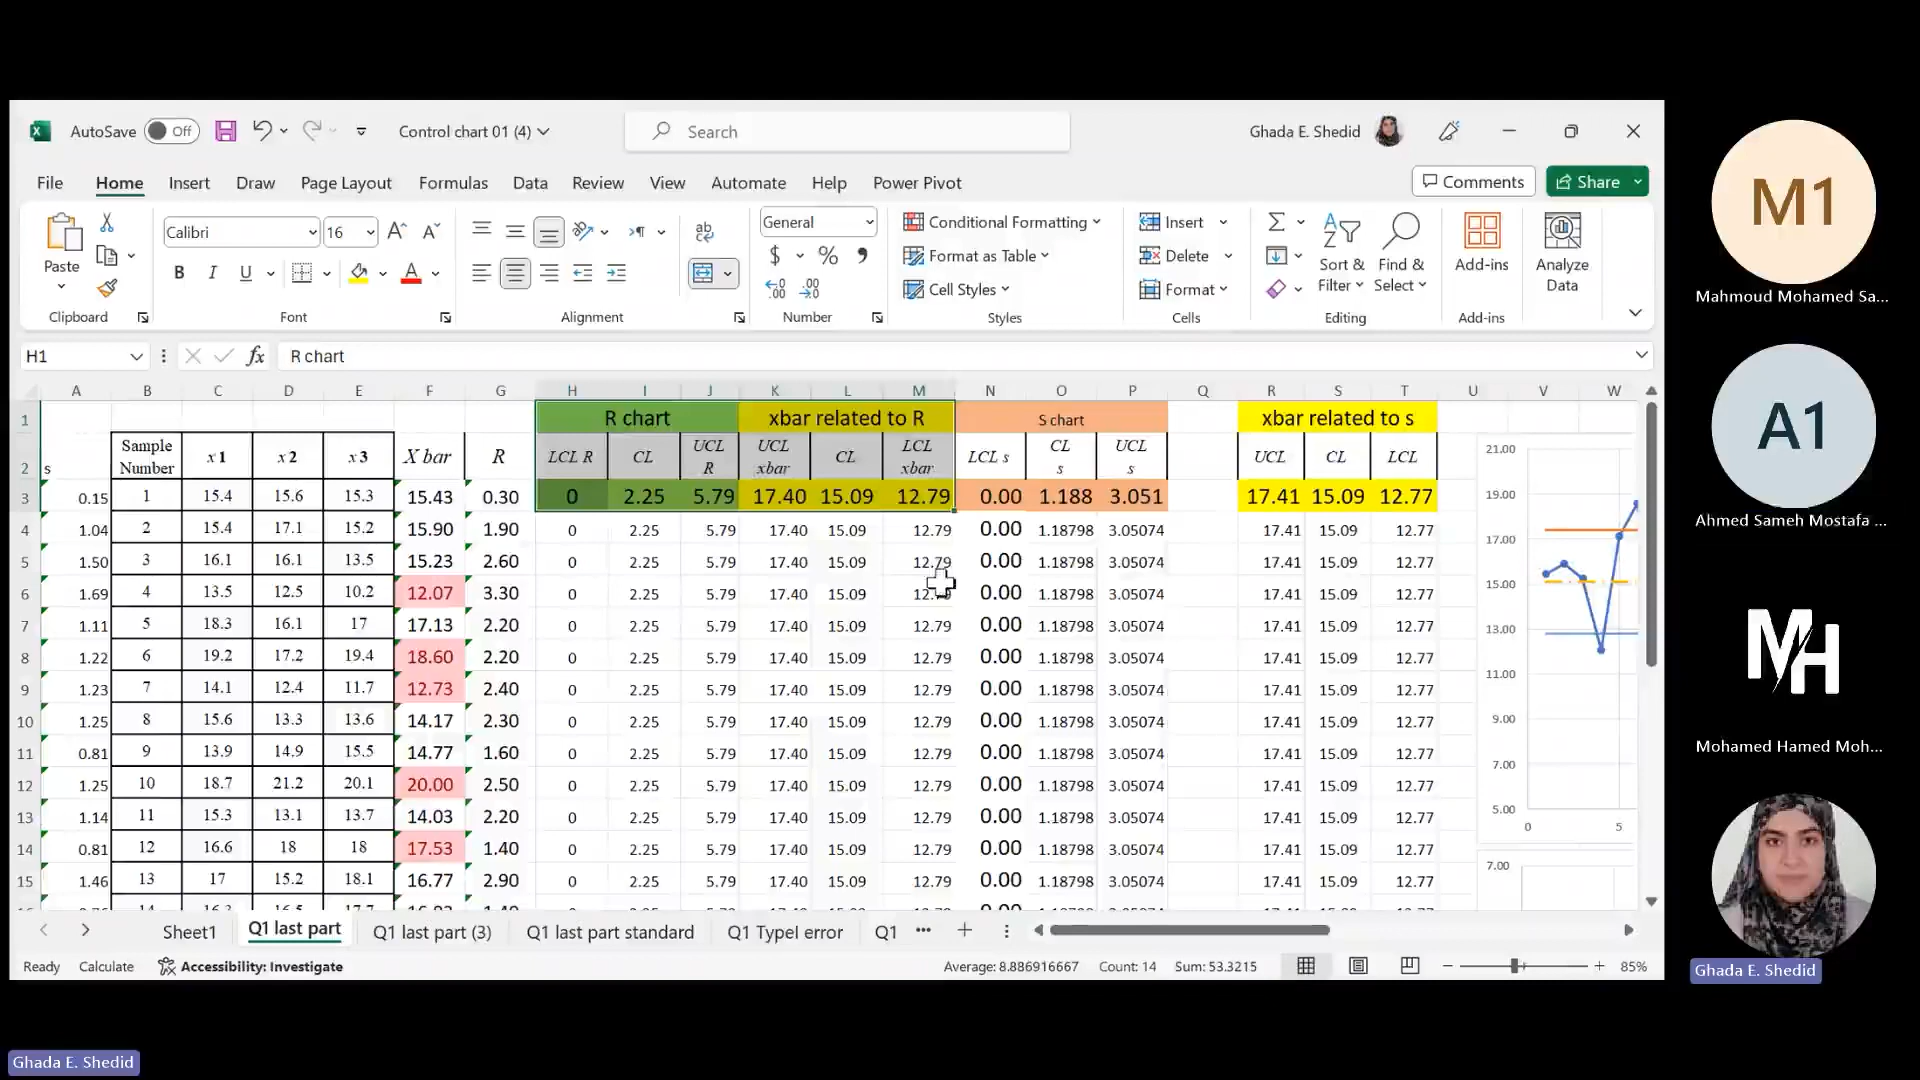 AutoSave Off Control chart 01 (4) Search Ghada E. Shedid
File Home Insert Draw Page Layout Formulas Data Review View Automate Help Power Pivot Comments Share
Paste Calibri 16 General Conditional Formatting Insert
B I U A $ % Format as Table Delete Sort & Filter Find & Select Add-ins Analyze Data
Cell Styles Format
Clipboard Font Alignment Number Styles Cells Editing Add-ins
H1 fx R chart
A B C D E F G H I J K L M N O P Q R S T U V W
1 R chart xbar related to R S chart xbar related to s
2 s Sample Number x 1 x 2 x 3 X bar R LCL R CL UCL R UCL xbar CL LCL xbar LCL s CL s UCL s UCL CL LCL
3 0.15 1 15.4 15.6 15.3 15.43 0.30 0 2.25 5.79 17.40 15.09 12.79 0.00 1.188 3.051 17.41 15.09 12.77
4 1.04 2 15.4 17.1 15.2 15.90 1.90 0 2.25 5.79 17.40 15.09 12.79 0.00 1.18798 3.05074 17.41 15.09 12.77
5 1.50 3 16.1 16.1 13.5 15.23 2.60 0 2.25 5.79 17.40 15.09 12.79 0.00 1.18798 3.05074 17.41 15.09 12.77
6 1.69 4 13.5 12.5 10.2 12.07 3.30 0 2.25 5.79 17.40 15.09 0.00 1.18798 3.05074 17.41 15.09 12.77
7 1.11 5 18.3 16.1 17 17.13 2.20 0 2.25 5.79 17.40 15.09 12.79 0.00 1.18798 3.05074 17.41 15.09 12.77
8 1.22 6 19.2 17.2 19.4 18.60 2.20 0 2.25 5.79 17.40 15.09 12.79 0.00 1.18798 3.05074 17.41 15.09 12.77
9 1.23 7 14.1 12.4 11.7 12.73 2.40 0 2.25 5.79 17.40 15.09 12.79 0.00 1.18798 3.05074 17.41 15.09 12.77
10 1.25 8 15.6 13.3 13.6 14.17 2.30 0 2.25 5.79 17.40 15.09 12.79 0.00 1.18798 3.05074 17.41 15.09 12.77
11 0.81 9 13.9 14.9 15.5 14.77 1.60 0 2.25 5.79 17.40 15.09 12.79 0.00 1.18798 3.05074 17.41 15.09 12.77
12 1.25 10 18.7 21.2 20.1 20.00 2.50 0 2.25 5.79 17.40 15.09 12.79 0.00 1.18798 3.05074 17.41 15.09 12.77
13 1.14 11 15.3 13.1 13.7 14.03 2.20 0 2.25 5.79 17.40 15.09 12.79 0.00 1.18798 3.05074 17.41 15.09 12.77
14 0.81 12 16.6 18 18 17.53 1.40 0 2.25 5.79 17.40 15.09 12.79 0.00 1.18798 3.05074 17.41 15.09 12.77
15 1.46 13 17 15.2 18.1 16.77 2.90 0 2.25 5.79 17.40 15.09 12.79 0.00 1.18798 3.05074 17.41 15.09 12.77
21.00
19.00
17.00
15.00
13.00
11.00
9.00
7.00
5.00
0 5
7.00
Sheet1 Q1 last part Q1 last part (3) Q1 last part standard Q1 TypeI error Q1
Ready Calculate Accessibility: Investigate Average: 8.886916667 Count: 14 Sum: 53.3215 85%
M1
Mahmoud Mohamed Sa...
A1
Ahmed Sameh Mostafa ...
MH
Mohamed Hamed Moh...
Ghada E. Shedid
Ghada E. Shedid